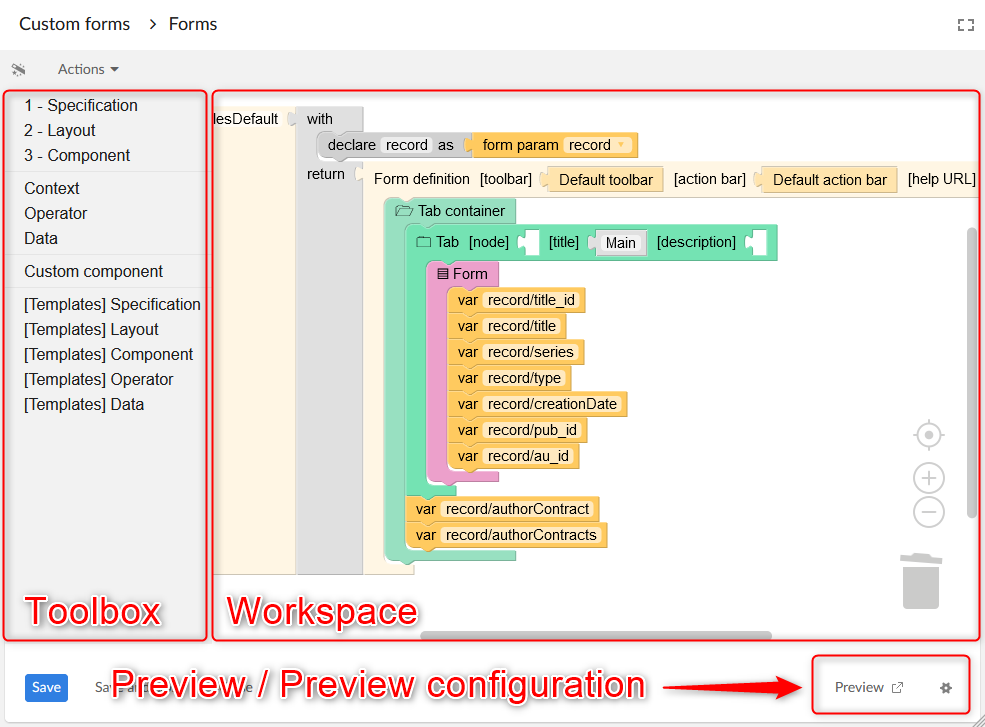 Custom forms > Forms
Actions
1 - Specification
2 - Layout
3 - Component
Context
Operator
Data
Custom component
[Templates] Specification
[Templates] Layout
[Templates] Component
[Templates] Operator
[Templates] Data
Toolbox
lesDefault with
declare record as form param record
return Form definition [toolbar] Default toolbar [action bar] Default action bar [help URL]
Tab container
Tab [node] [title] Main [description]
Form
var record/title_id
var record/title
var record/series
var record/type
var record/creationDate
var record/pub_id
var record/au_id
var record/authorContract
var record/authorContracts
Workspace
Save
Preview / Preview configuration
Preview